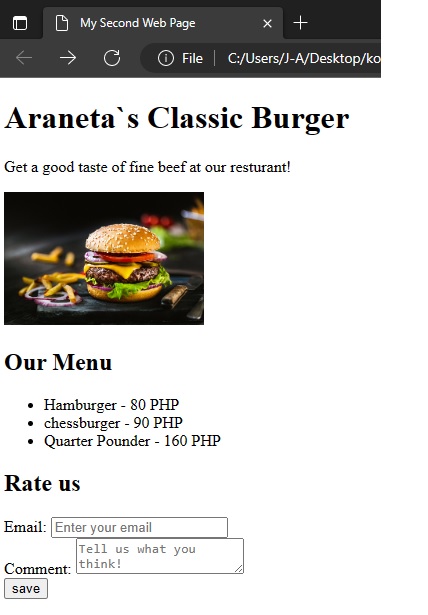 My Second Web Page
File C:/Users/J-A/Desktop/ko
Araneta`s Classic Burger
Get a good taste of fine beef at our resturant!
Our Menu
Hamburger - 80 PHP
chessburger - 90 PHP
Quarter Pounder - 160 PHP
Rate us
Email: Enter your email
Comment: Tell us what you
think!
save